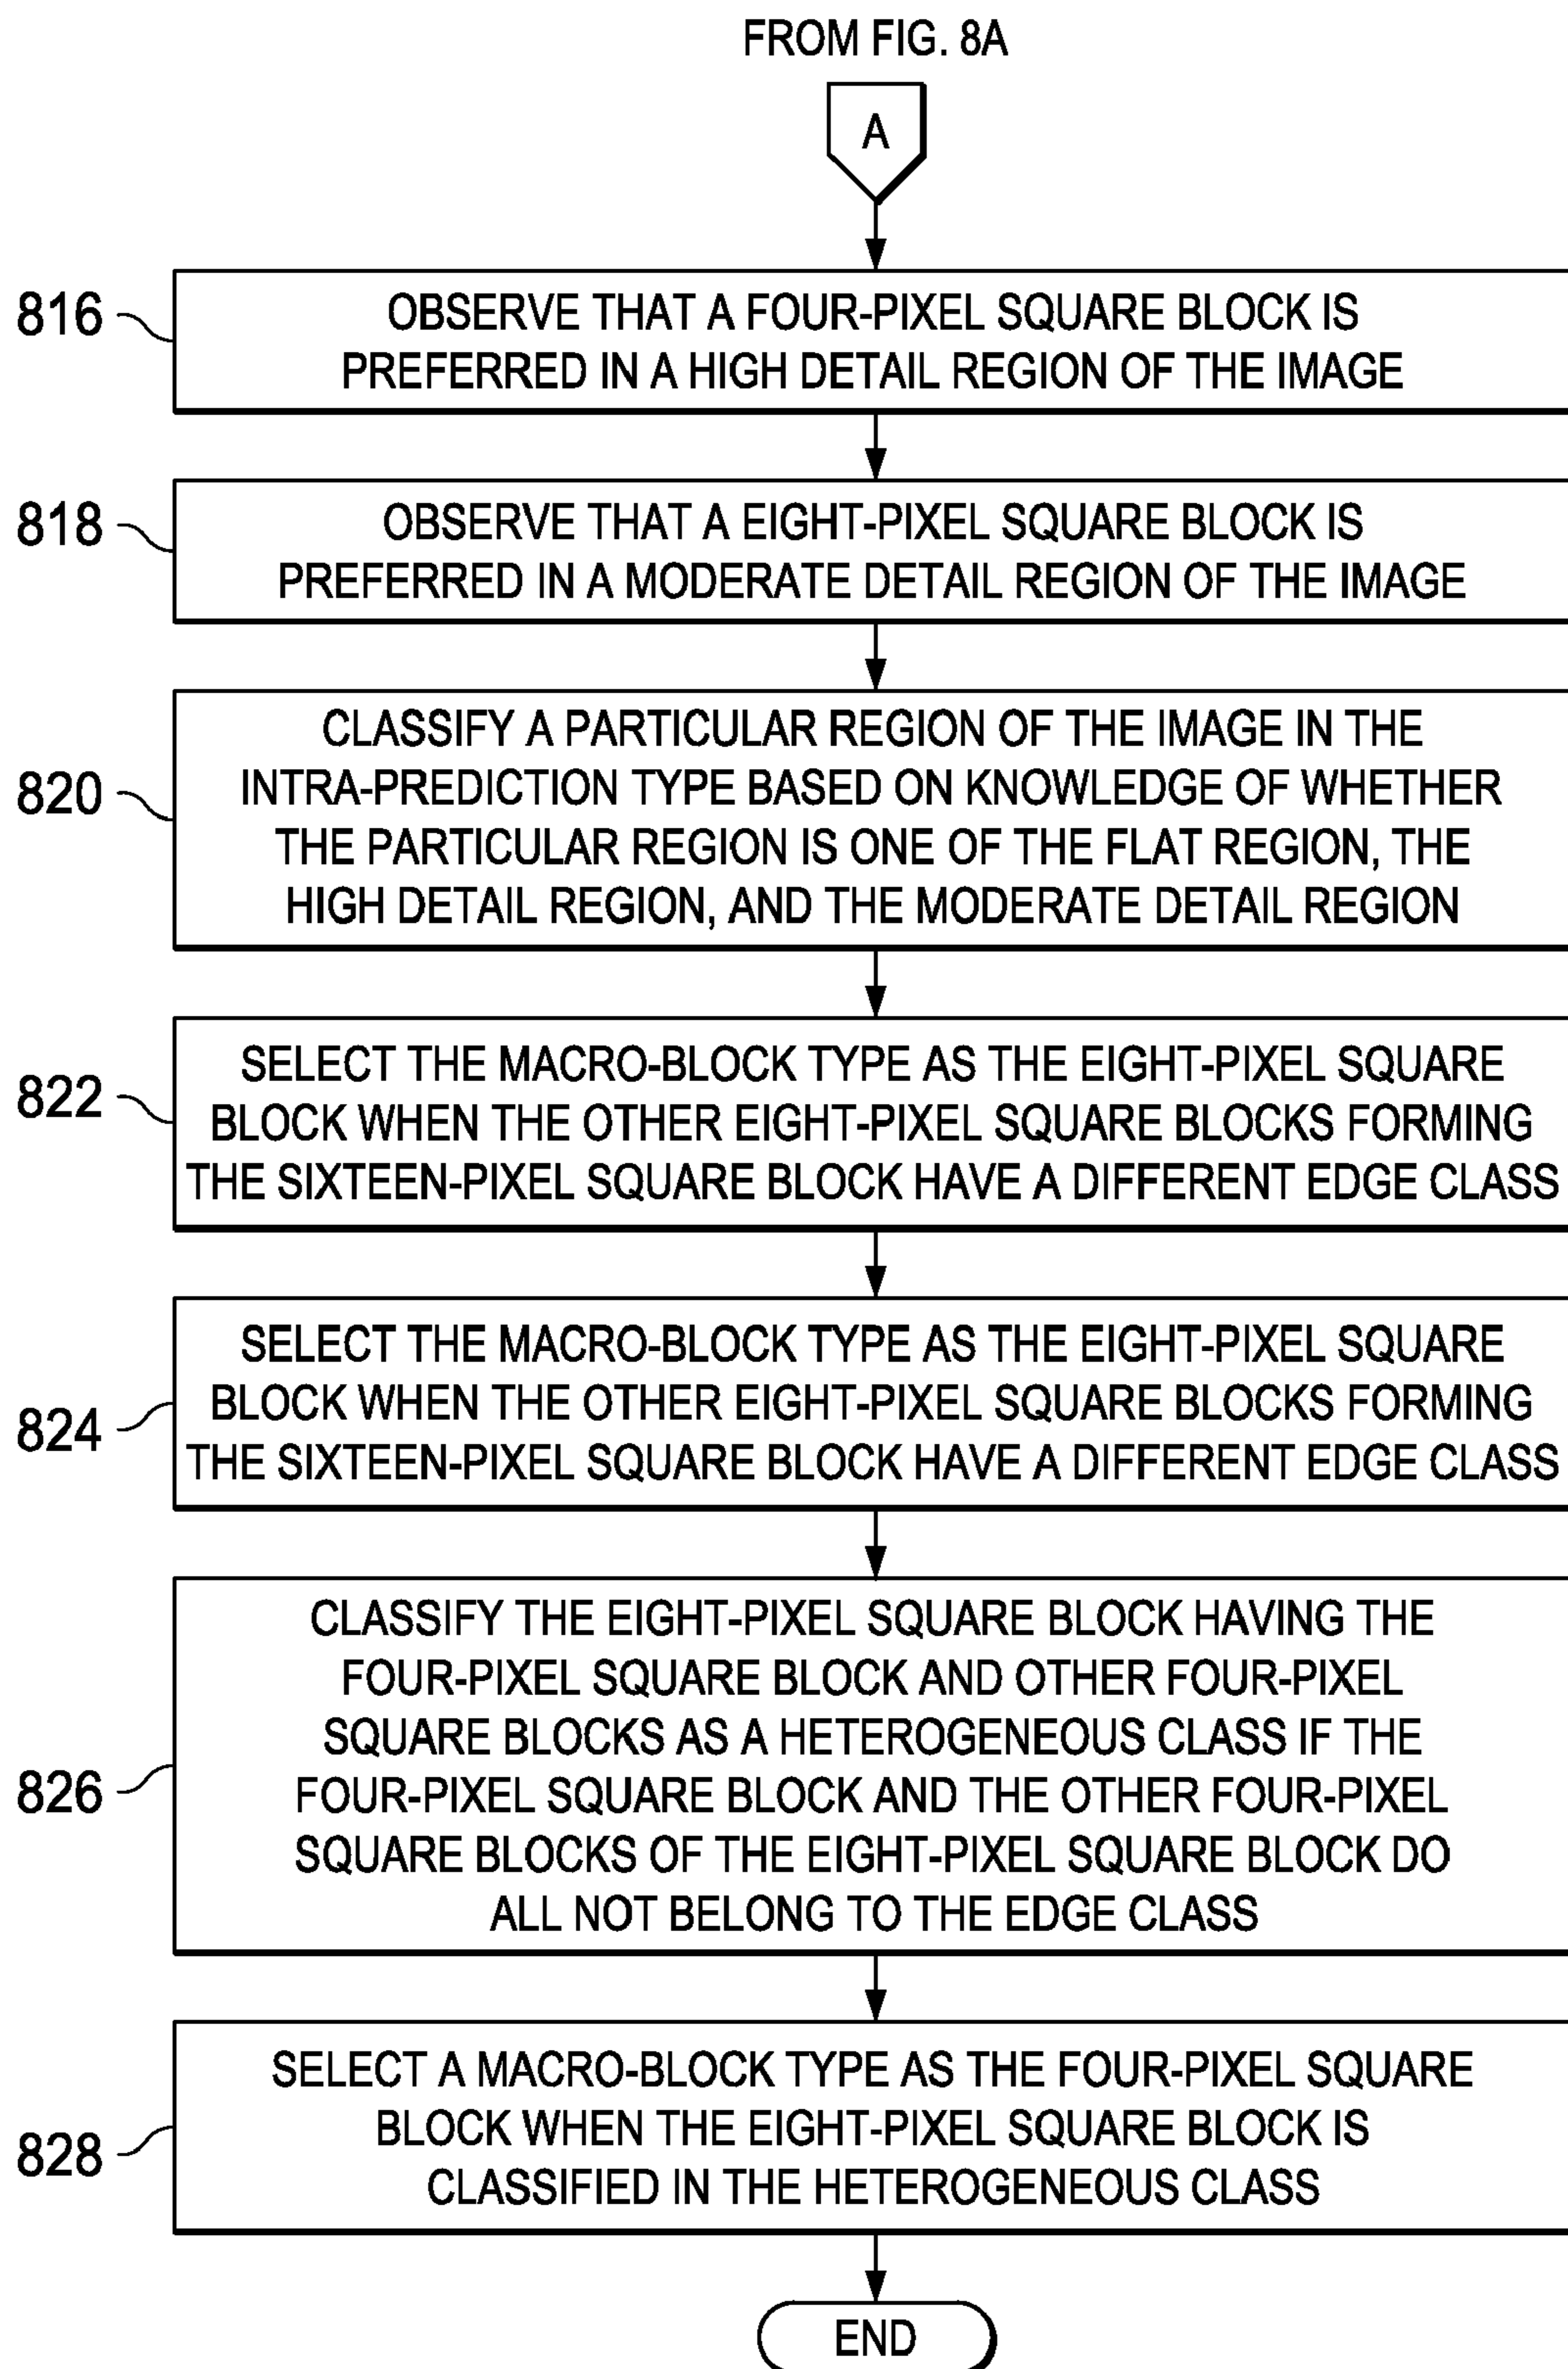 FROM FIG. 8A
A
816
OBSERVE THAT A FOUR-PIXEL SQUARE BLOCK IS
PREFERRED IN A HIGH DETAIL REGION OF THE IMAGE
818
OBSERVE THAT A EIGHT-PIXEL SQUARE BLOCK IS
PREFERRED IN A MODERATE DETAIL REGION OF THE IMAGE
820
CLASSIFY A PARTICULAR REGION OF THE IMAGE IN THE
INTRA-PREDICTION TYPE BASED ON KNOWLEDGE OF WHETHER
THE PARTICULAR REGION IS ONE OF THE FLAT REGION, THE
HIGH DETAIL REGION, AND THE MODERATE DETAIL REGION
822
SELECT THE MACRO-BLOCK TYPE AS THE EIGHT-PIXEL SQUARE
BLOCK WHEN THE OTHER EIGHT-PIXEL SQUARE BLOCKS FORMING
THE SIXTEEN-PIXEL SQUARE BLOCK HAVE A DIFFERENT EDGE CLASS
824
SELECT THE MACRO-BLOCK TYPE AS THE EIGHT-PIXEL SQUARE
BLOCK WHEN THE OTHER EIGHT-PIXEL SQUARE BLOCKS FORMING
THE SIXTEEN-PIXEL SQUARE BLOCK HAVE A DIFFERENT EDGE CLASS
826
CLASSIFY THE EIGHT-PIXEL SQUARE BLOCK HAVING THE
FOUR-PIXEL SQUARE BLOCK AND OTHER FOUR-PIXEL
SQUARE BLOCKS AS A HETEROGENEOUS CLASS IF THE
FOUR-PIXEL SQUARE BLOCK AND THE OTHER FOUR-PIXEL
SQUARE BLOCKS OF THE EIGHT-PIXEL SQUARE BLOCK DO
ALL NOT BELONG TO THE EDGE CLASS
828
SELECT A MACRO-BLOCK TYPE AS THE FOUR-PIXEL SQUARE
BLOCK WHEN THE EIGHT-PIXEL SQUARE BLOCK IS
CLASSIFIED IN THE HETEROGENEOUS CLASS
END